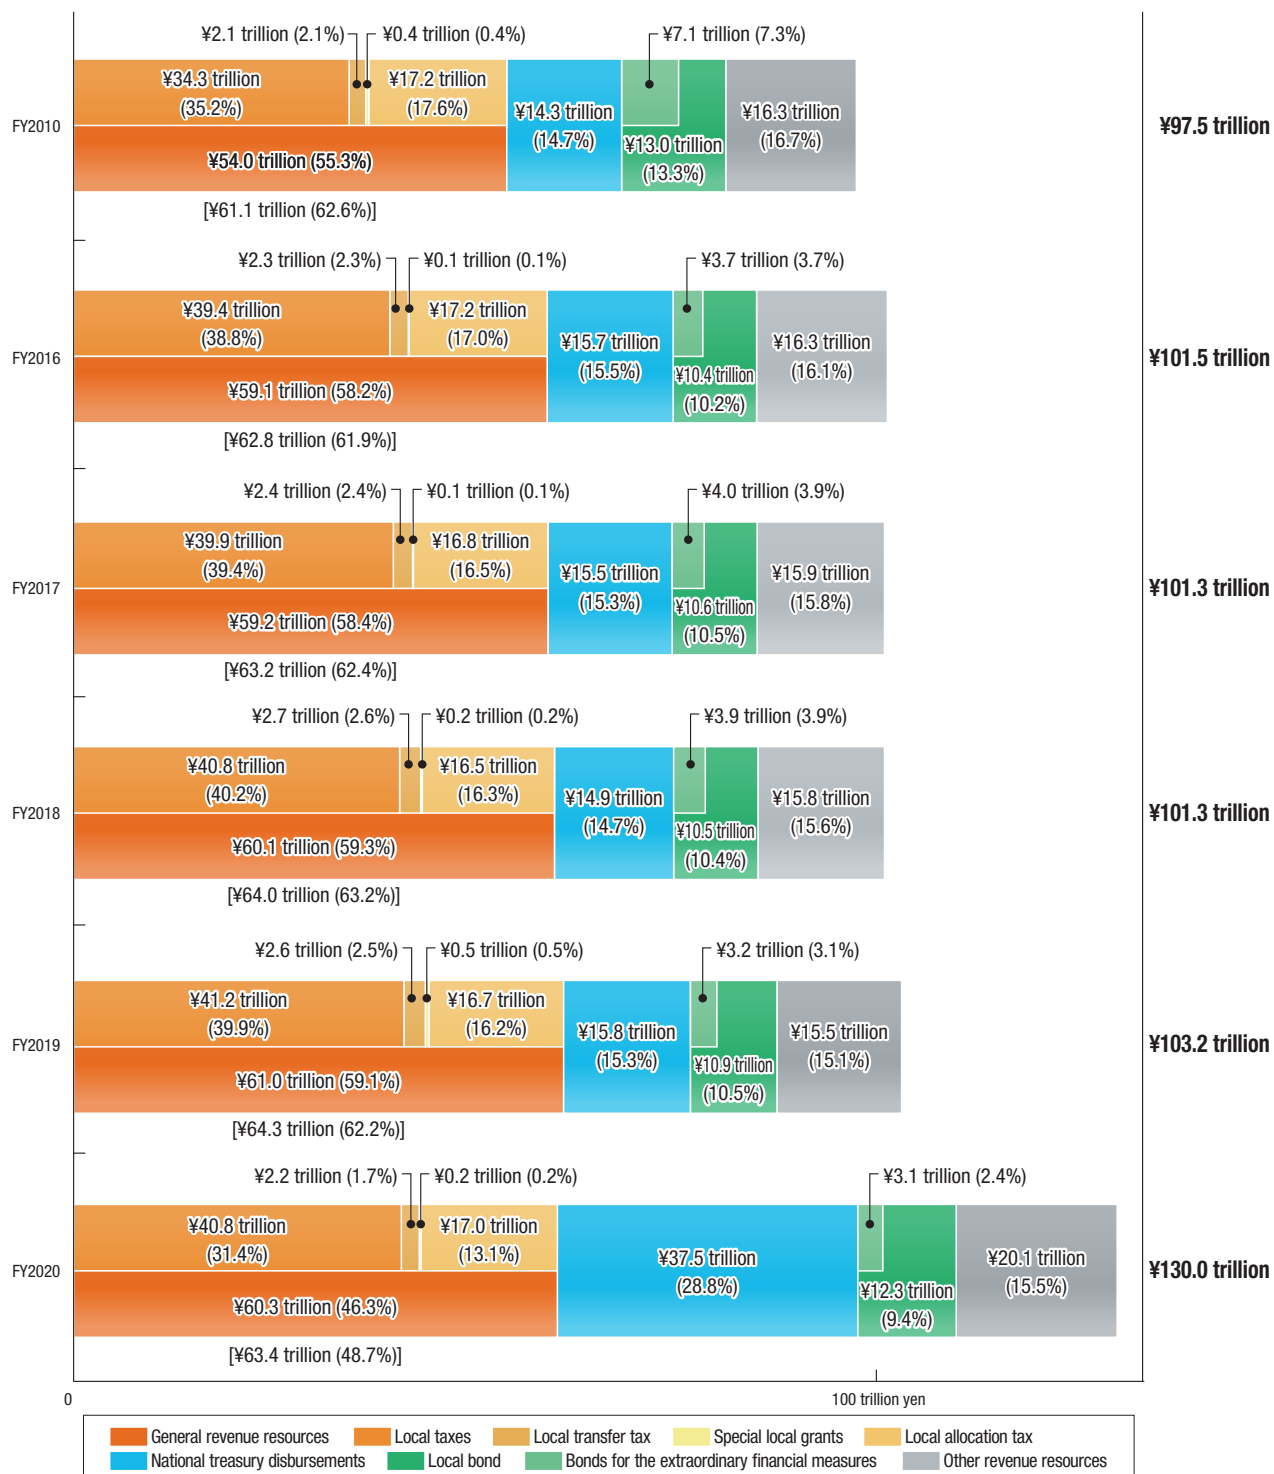 ¥2.1 trillion (2.1%) ¥0.4 trillion (0.4%) ¥7.1 trillion (7.3%)
¥34.3 trillion
(35.2%)
¥17.2 trillion
(17.6%)
¥14.3 trillion
(14.7%)
¥16.3 trillion
(16.7%)
FY2010
¥97.5 trillion
¥54.0 trillion (55.3%)
¥13.0 trillion
(13.3%)
[¥61.1 trillion (62.6%)]
¥2.3 trillion (2.3%) ¥0.1 trillion (0.1%) ¥3.7 trillion (3.7%)
¥39.4 trillion
(38.8%)
¥17.2 trillion
(17.0%)
¥15.7 trillion
(15.5%)
¥16.3 trillion
(16.1%)
FY2016
¥101.5 trillion
¥59.1 trillion (58.2%)
¥10.4 trillion
(10.2%)
[¥62.8 trillion (61.9%)]
¥2.4 trillion (2.4%) ¥0.1 trillion (0.1%) ¥4.0 trillion (3.9%)
¥39.9 trillion
(39.4%)
¥16.8 trillion
(16.5%)
¥15.5 trillion
(15.3%)
¥15.9 trillion
(15.8%)
FY2017
¥101.3 trillion
¥59.2 trillion (58.4%)
¥10.6 trillion
(10.5%)
[¥63.2 trillion (62.4%)]
¥2.7 trillion (2.6%) ¥0.2 trillion (0.2%) ¥3.9 trillion (3.9%)
¥40.8 trillion
(40.2%)
¥16.5 trillion
(16.3%)
¥14.9 trillion
(14.7%)
¥15.8 trillion
(15.6%)
FY2018
¥101.3 trillion
¥60.1 trillion (59.3%)
¥10.5 trillion
(10.4%)
[¥64.0 trillion (63.2%)]
¥2.6 trillion (2.5%) ¥0.5 trillion (0.5%) ¥3.2 trillion (3.1%)
¥41.2 trillion
(39.9%)
¥16.7 trillion
(16.2%)
¥15.8 trillion
(15.3%)
¥15.5 trillion
(15.1%)
FY2019
¥103.2 trillion
¥61.0 trillion (59.1%)
¥10.9 trillion
(10.5%)
[¥64.3 trillion (62.2%)]
¥2.2 trillion (1.7%) ¥0.2 trillion (0.2%) ¥3.1 trillion (2.4%)
¥40.8 trillion
(31.4%)
¥17.0 trillion
(13.1%)
¥37.5 trillion
(28.8%)
¥20.1 trillion
(15.5%)
FY2020
¥130.0 trillion
¥60.3 trillion (46.3%)
¥12.3 trillion
(9.4%)
[¥63.4 trillion (48.7%)]
0 100 trillion yen
General revenue resources Local taxes Local transfer tax Special local grants Local allocation tax
National treasury disbursements Local bond Bonds for the extraordinary financial measures Other revenue resources